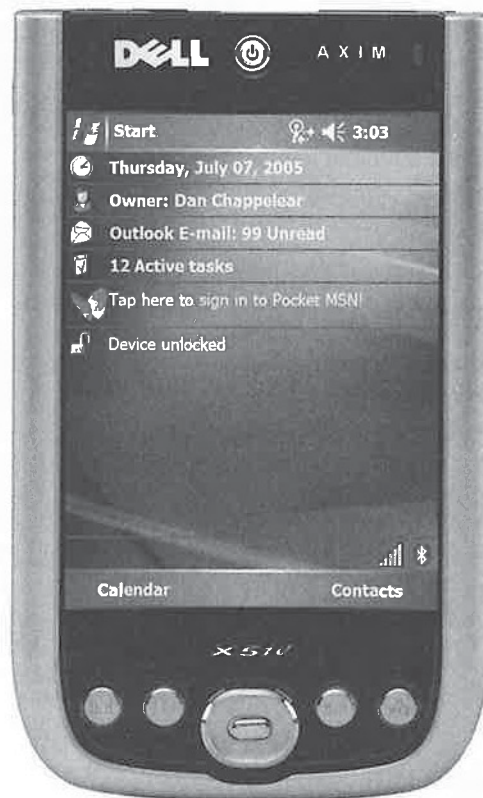 DELL AXIM
Start 3:03
Thursday, July 07, 2005
Owner: Dan Chappelear
Outlook E-mail: 99 Unread
12 Active tasks
Tap here to sign in to Pocket MSN!
Device unlocked
Calendar Contacts